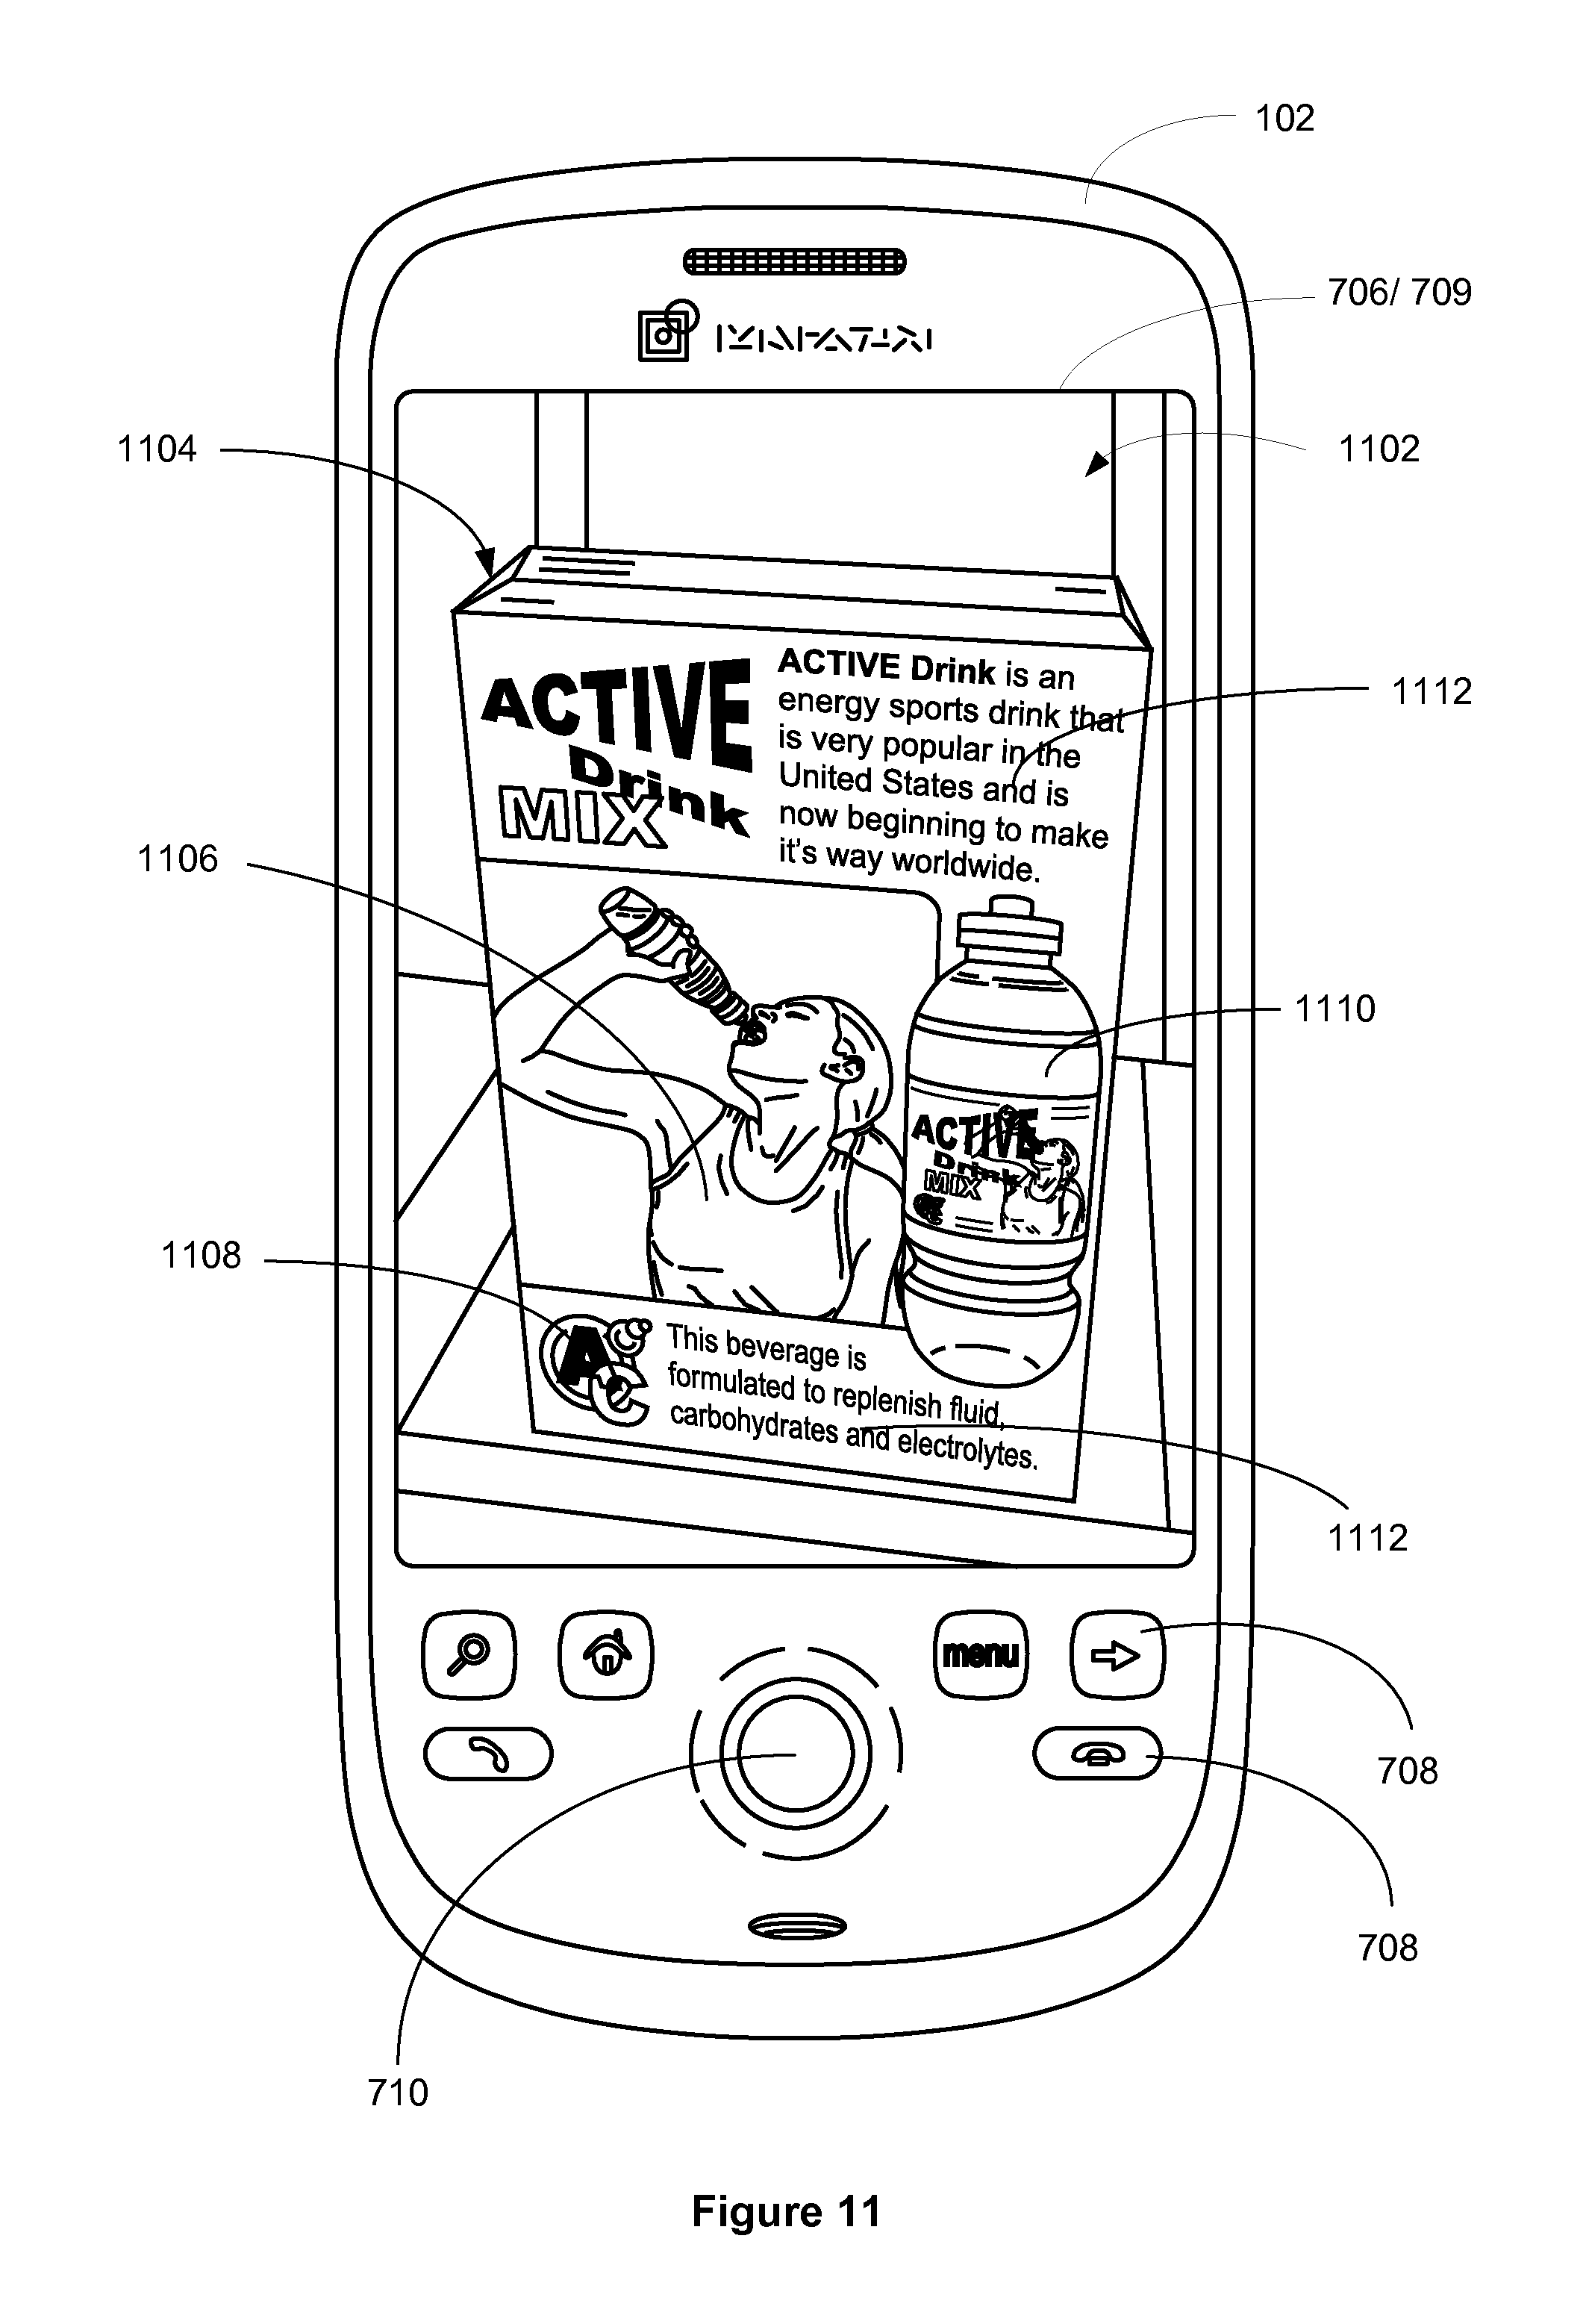 102
706/ 709
1104
1102
ACTIVE
Drink
MIX
ACTIVE Drink is an
energy sports drink that
is very popular in the
United States and is
now beginning to make
it's way worldwide.
1112
1106
1110
ACTIVE
Drink
MIX
1108
AC
This beverage is
formulated to replenish fluid,
carbohydrates and electrolytes.
1112
menu
708
708
710
Figure 11